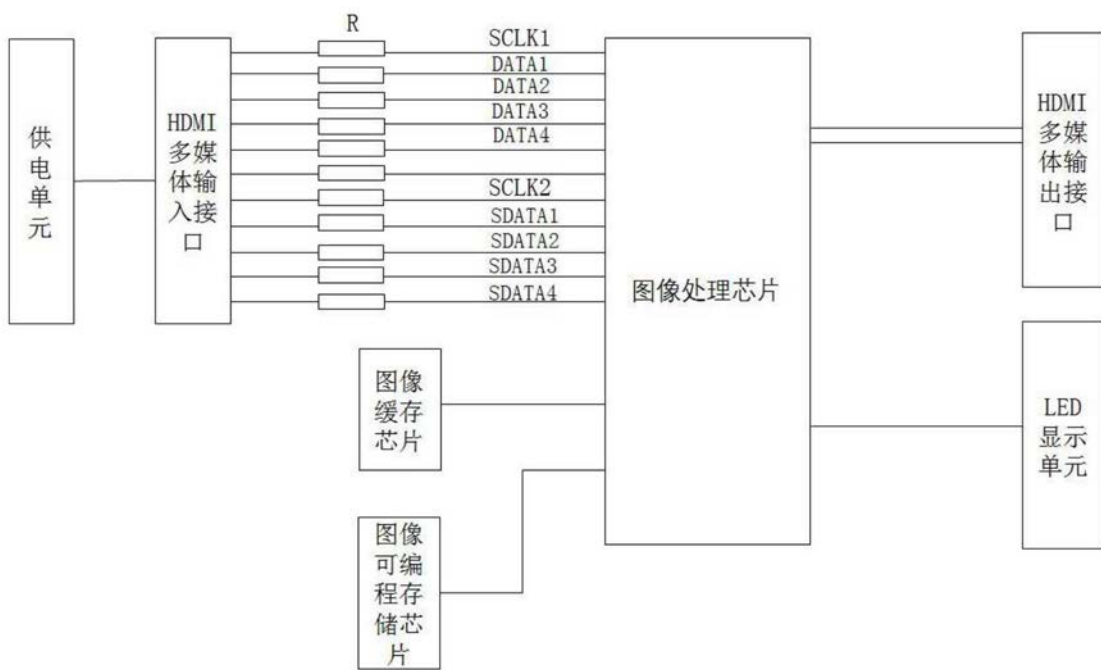 R
SCLK1
DATA1
DATA2
DATA3
DATA4
SCLK2
SDATA1
SDATA2
SDATA3
SDATA4
供
电
单
元
HDMI
多媒
体输
入接
口
图像处理芯片
HDMI
多媒
体输
出接
口
图像
缓存
芯片
LED
显示
单元
图像
可编
程存
储芯
片